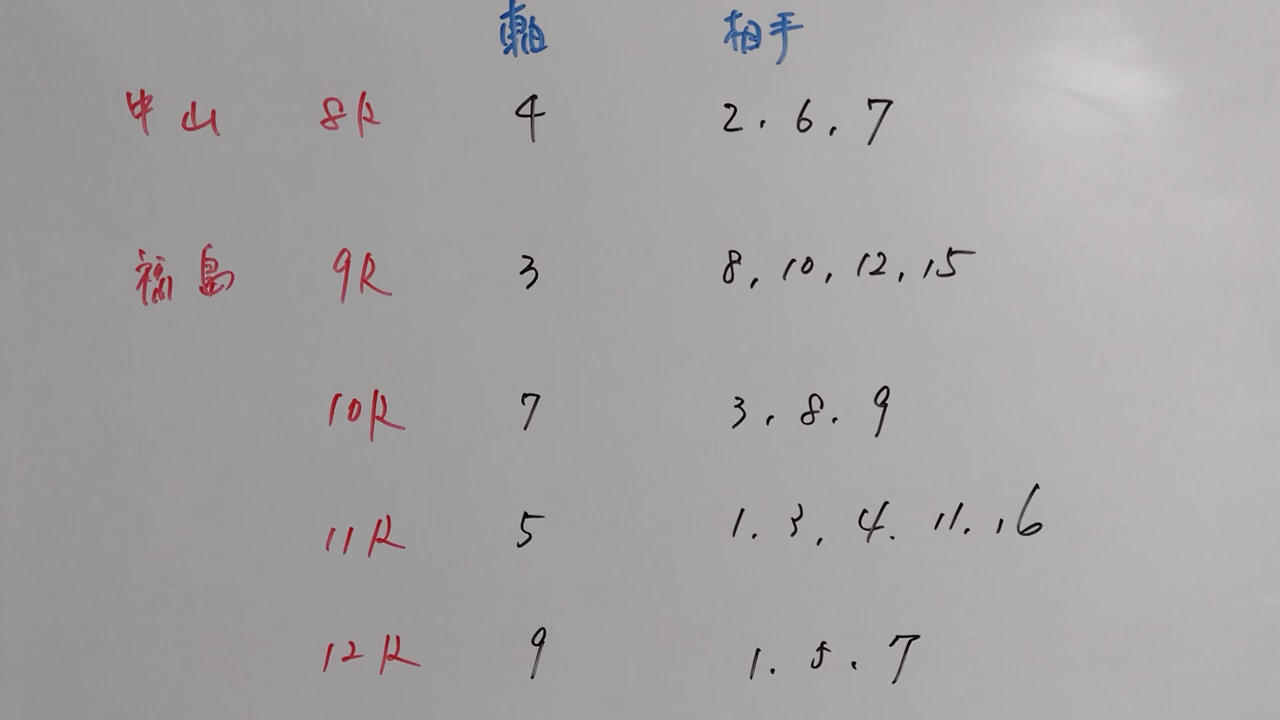 軸 相手
中山 8R 4 2.6.7
福島 9R 3 8,10,12,15
10R 7 3,8.9
11R 5 1.3,4.11.16
12R 9 1.5.7